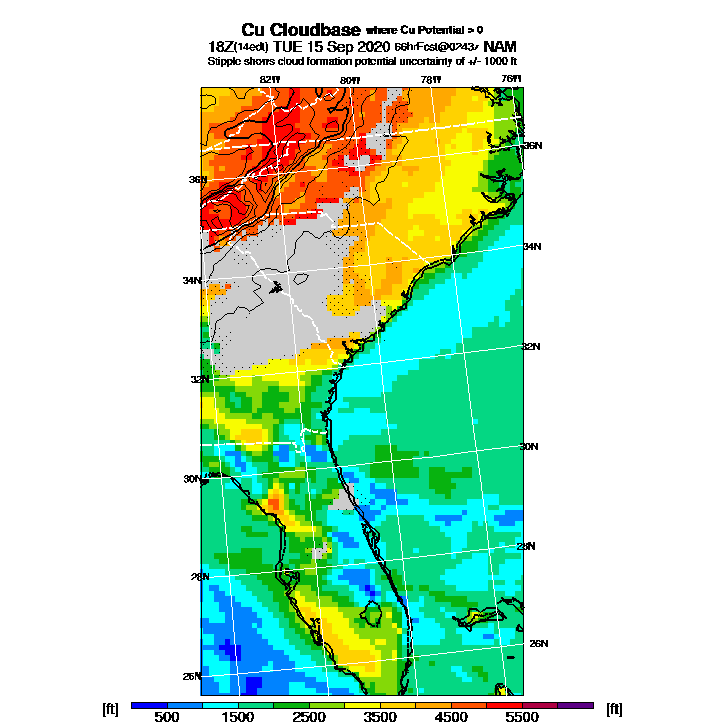 Cu Cloudbase where Cu Potential > 0
18Z(14edt) TUE 15 Sep 2020 66hrFcst@0243z NAM
Stipple shows cloud formation potential uncertainty of +/- 1000 ft
82W 80W 78W 76W
36N
36N
34N
34N
32N
32N
30N
30N
28N
28N
26N
26N
[ft] 500 1500 2500 3500 4500 5500 [ft]